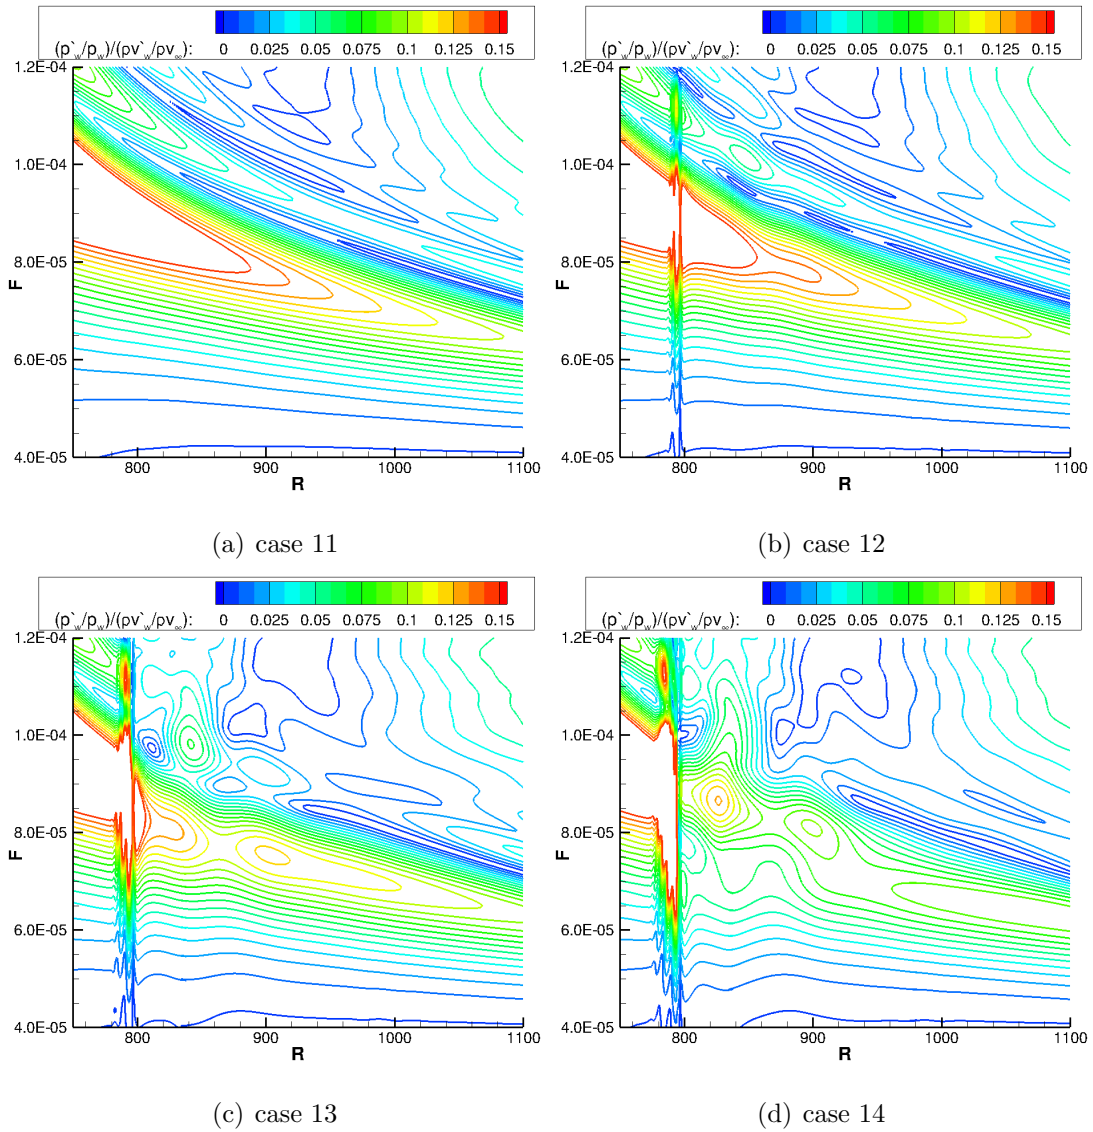 (p`w/pw)/(ρv`w/ρv∞): 0 0.025 0.05 0.075 0.1 0.125 0.15
1.2E-04
1.0E-04
8.0E-05
6.0E-05
4.0E-05
F
800 900 1000 1100
R
(a) case 11
(p`w/pw)/(ρv`w/ρv∞): 0 0.025 0.05 0.075 0.1 0.125 0.15
1.2E-04
1.0E-04
8.0E-05
6.0E-05
4.0E-05
F
800 900 1000 1100
R
(b) case 12
(p`w/pw)/(ρv`w/ρv∞): 0 0.025 0.05 0.075 0.1 0.125 0.15
1.2E-04
1.0E-04
8.0E-05
6.0E-05
4.0E-05
F
800 900 1000 1100
R
(c) case 13
(p`w/pw)/(ρv`w/ρv∞): 0 0.025 0.05 0.075 0.1 0.125 0.15
1.2E-04
1.0E-04
8.0E-05
6.0E-05
4.0E-05
F
800 900 1000 1100
R
(d) case 14